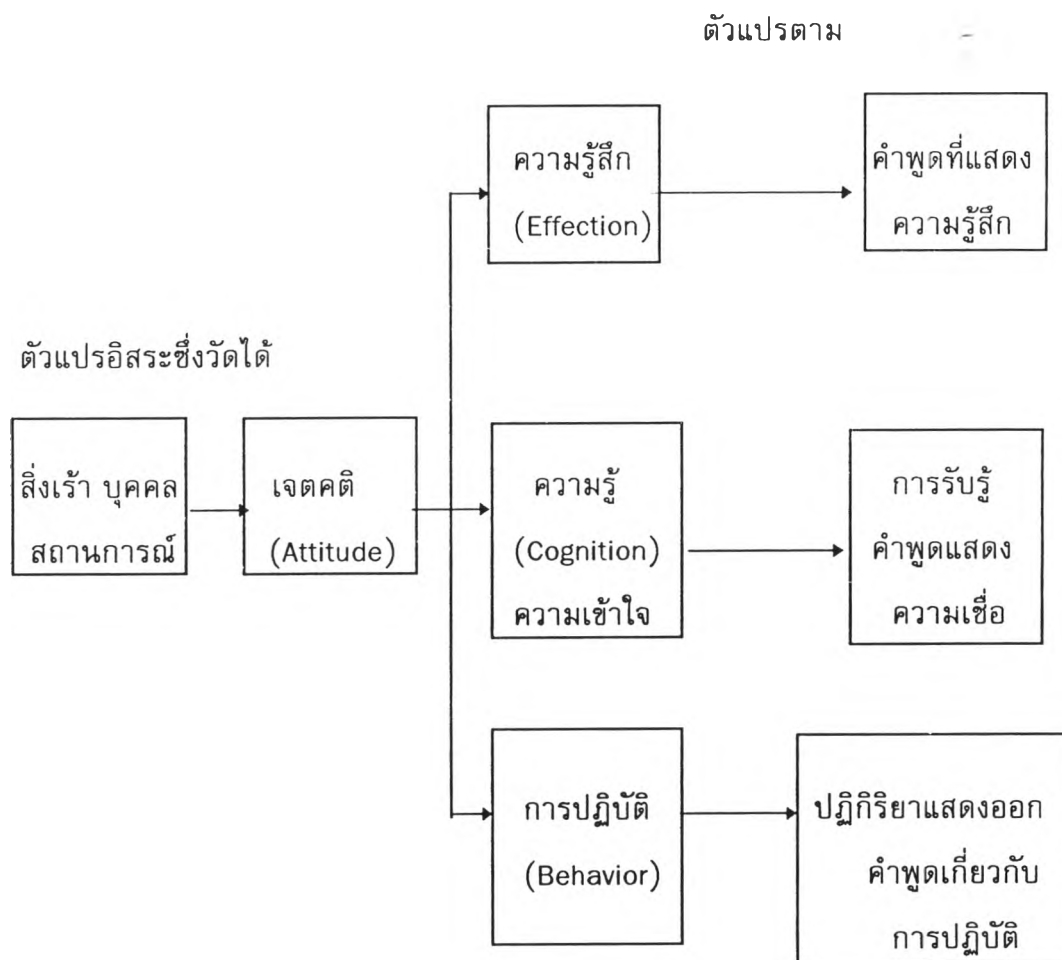 ตัวแปรตาม
ความรู้สึก
(Effection)
คำพูดที่แสดง
ความรู้สึก
ตัวแปรอิสระซึ่งวัดได้
สิ่งเร้า บุคคล
สถานการณ์
เจตคติ
(Attitude)
ความรู้
(Cognition)
ความเข้าใจ
การรับรู้
คำพูดแสดง
ความเชื่อ
การปฏิบัติ
(Behavior)
ปฏิกิริยาแสดงออก
คำพูดเกี่ยวกับ
การปฏิบัติ